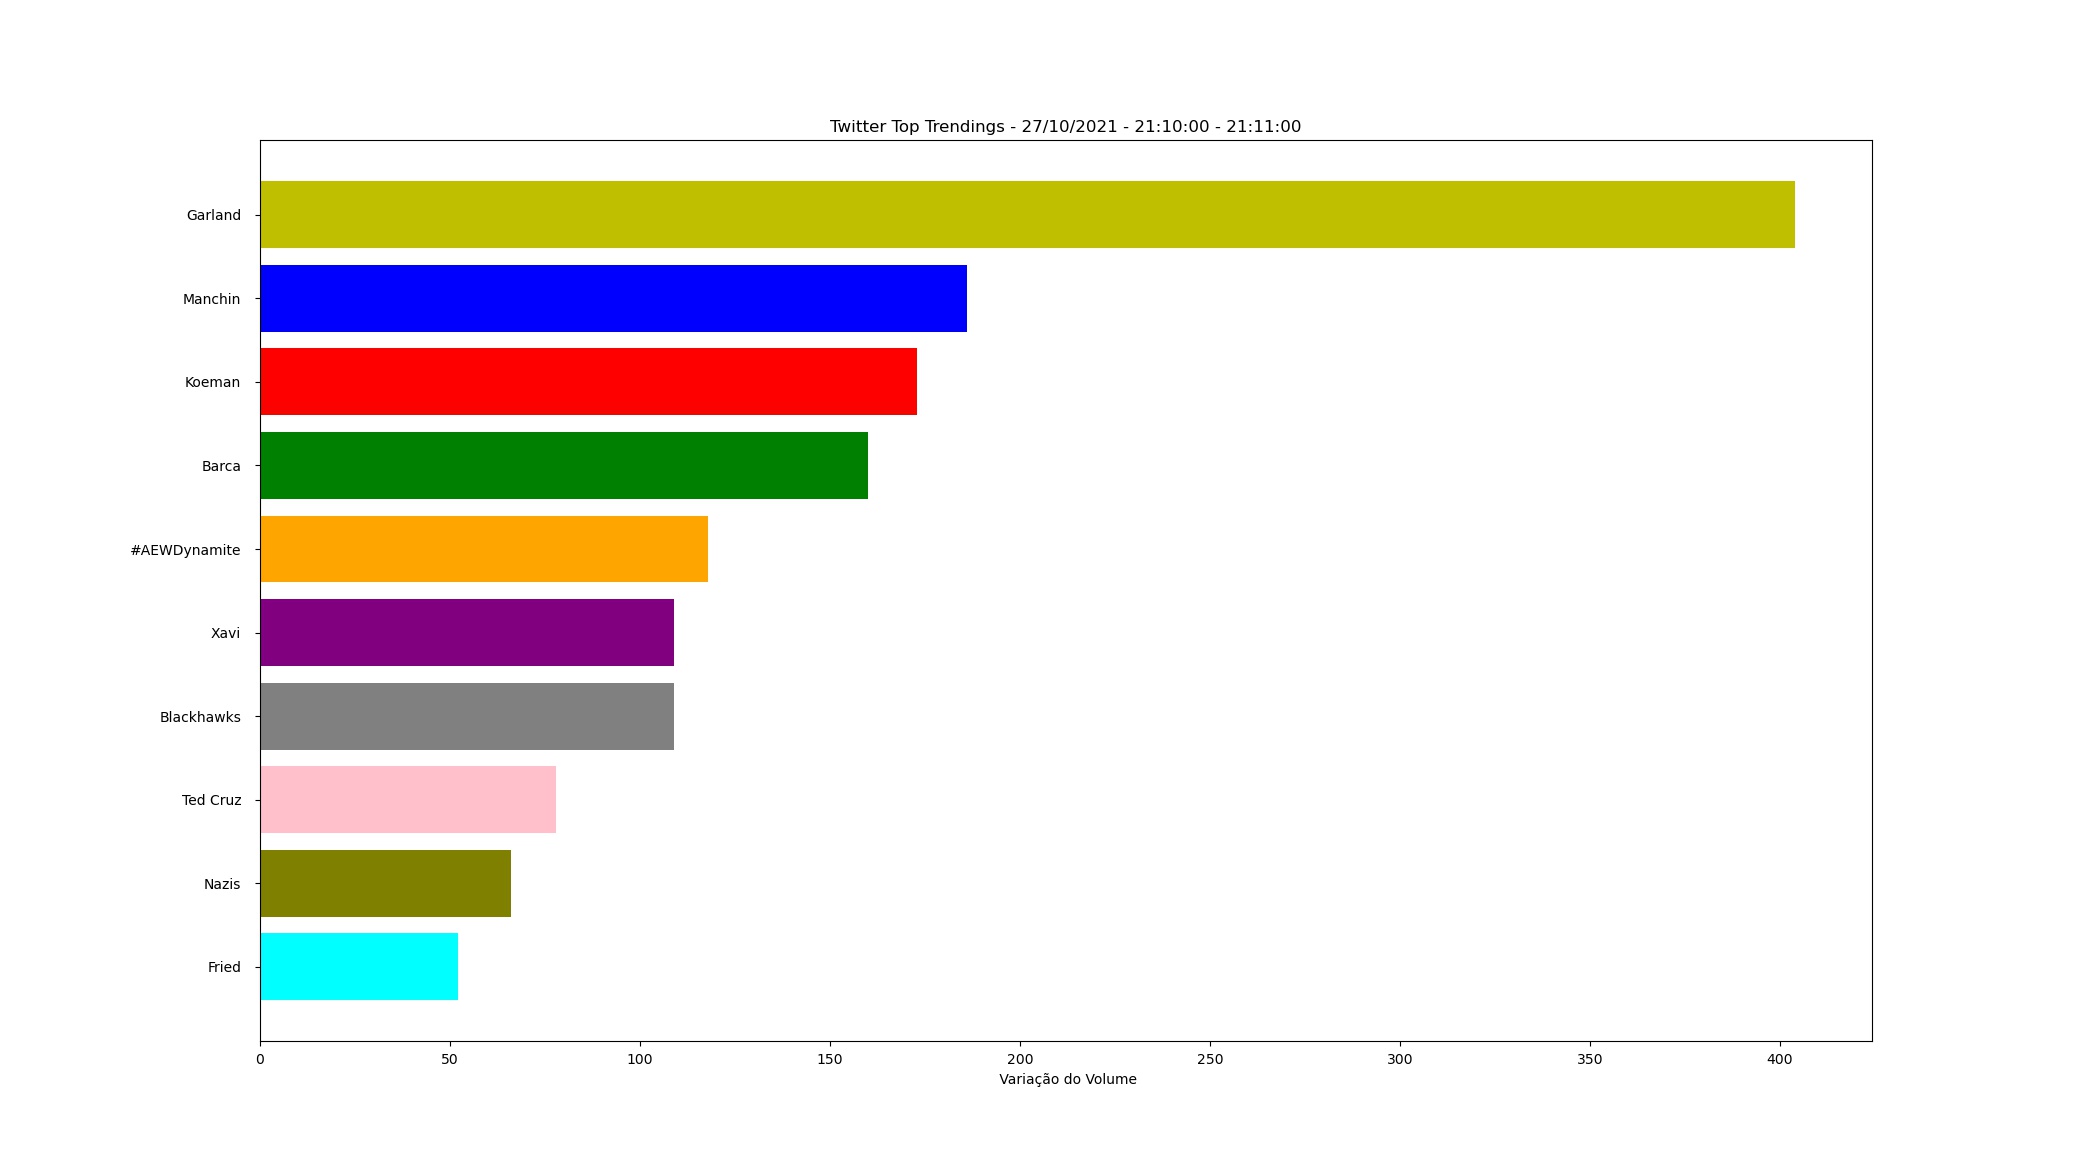 Twitter Top Trendings - 27/10/2021 - 21:10:00 - 21:11:00
Garland
Manchin
Koeman
Barca
#AEWDynamite
Xavi
Blackhawks
Ted Cruz
Nazis
Fried
0 50 100 150 200 250 300 350 400
Variação do Volume